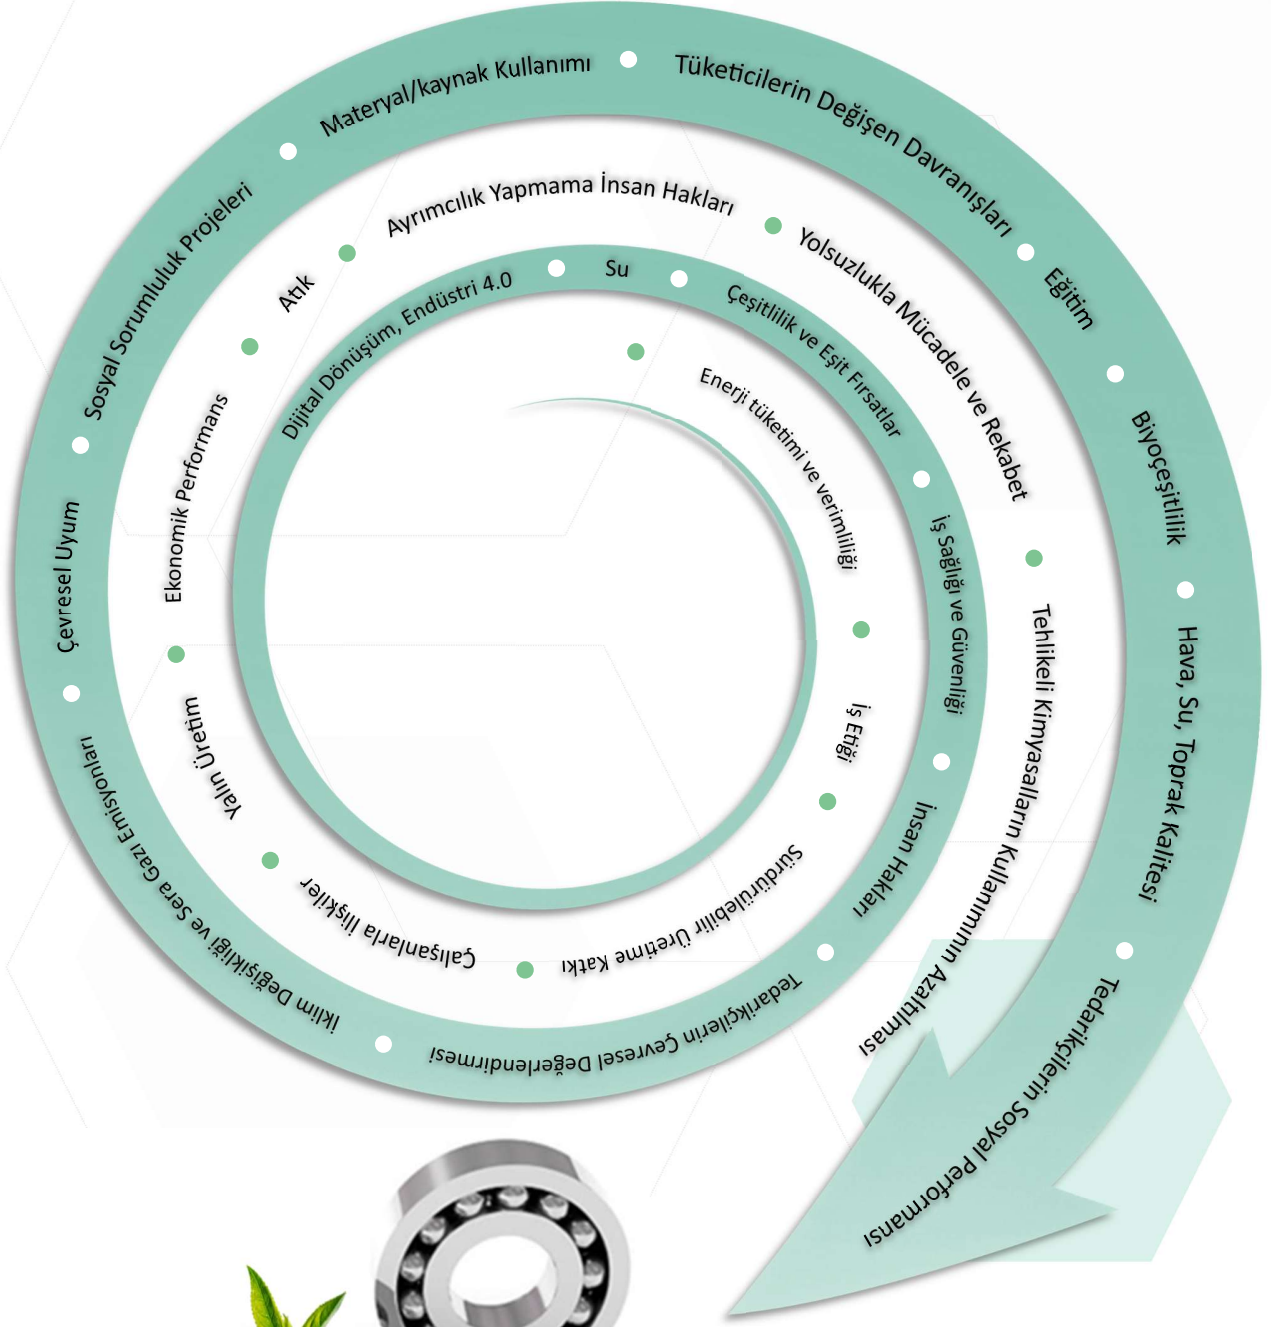 Materyal/kaynak Kullanımı
Tüketicilerin Değişen Davranışları
Eğitim
Biyoçeşitlilik
Hava, Su, Toprak Kalitesi
Tedarikçilerin Sosyal Performansı
Sosyal Sorumluluk Projeleri
Çevresel Uyum
İklim Değişikliği ve Sera Gazı Emisyonları
Tedarikçilerin Çevresel Değerlendirmesi
İnsan Hakları
İş Sağlığı ve Güvenliği
Çeşitlilik ve Eşit Fırsatlar
Su
Dijital Dönüşüm, Endüstri 4.0
Ayrımcılık Yapmama İnsan Hakları
Yolsuzlukla Mücadele ve Rekabet
Tehlikeli Kimyasalların Kullanımının Azaltılması
Atık
Ekonomik Performans
Yalın Üretim
Çalışanlarla İlişkiler
Sürdürülebilir Üretime Katkı
İş Etiği
Enerji tüketimi ve verimliliği